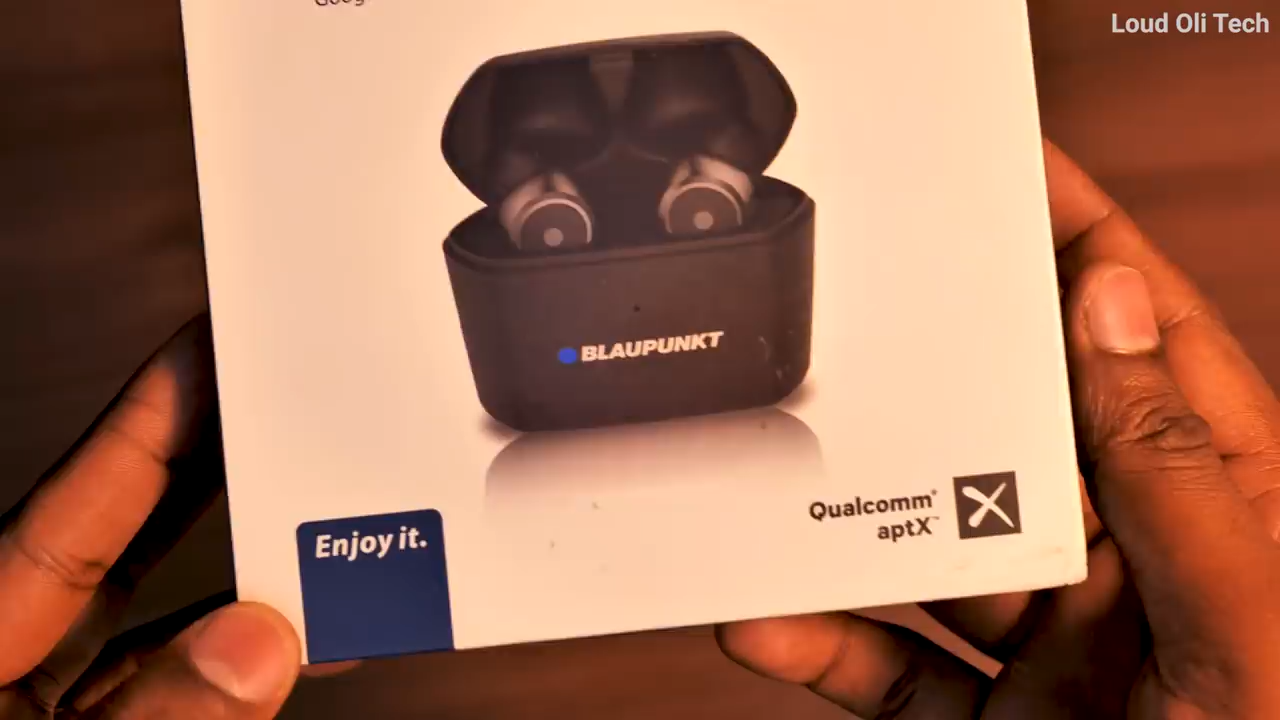 Loud Oli Tech
BLAUPUNKT
Qualcomm®
aptX™
Enjoy it.